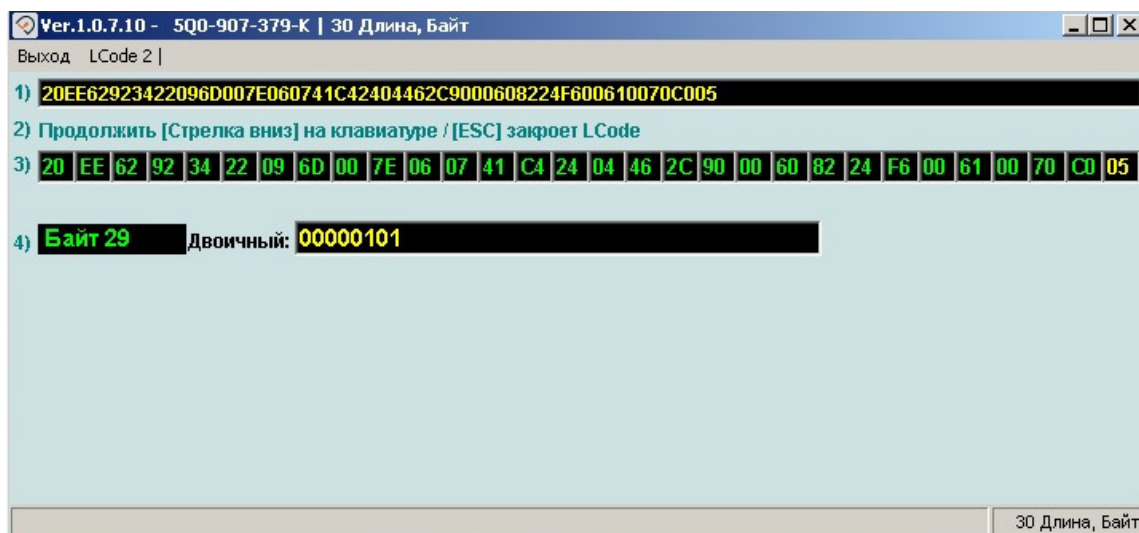 Ver.1.0.7.10 - 5Q0-907-379-K | 30 Длина, Байт
Выход LCode 2 |
1) 20EE62923422096D007E060741C42404462C9000608224F600610070C005
2) Продолжить [Стрелка вниз] на клавиатуре / [ESC] закроет LCode
3) 20 EE 62 92 34 22 09 6D 00 7E 06 07 41 C4 24 04 46 2C 90 00 60 82 24 F6 00 61 00 70 C0 05
4) Байт 29 Двоичный: 00000101
30 Длина, Байт